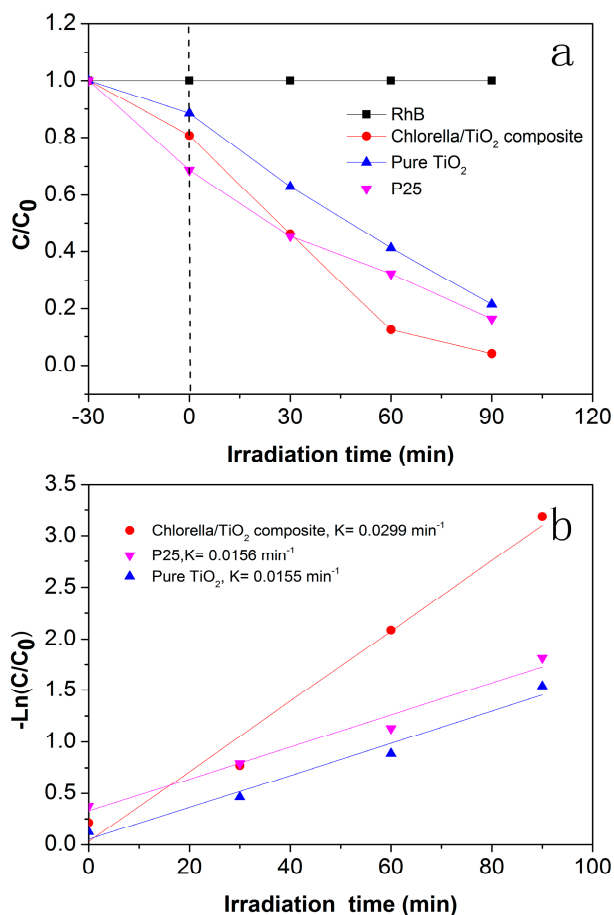 a
1.2
1.0
0.8
0.6
0.4
0.2
0.0
C/C₀
RhB
Chlorella/TiO₂ composite
Pure TiO₂
P25
-30 0 30 60 90 120
Irradiation time (min)
b
3.5
3.0
2.5
2.0
1.5
1.0
0.5
0.0
-Ln(C/C₀)
Chlorella/TiO₂ composite, K= 0.0299 min⁻¹
P25,K= 0.0156 min⁻¹
Pure TiO₂, K= 0.0155 min⁻¹
0 20 40 60 80 100
Irradiation time (min)